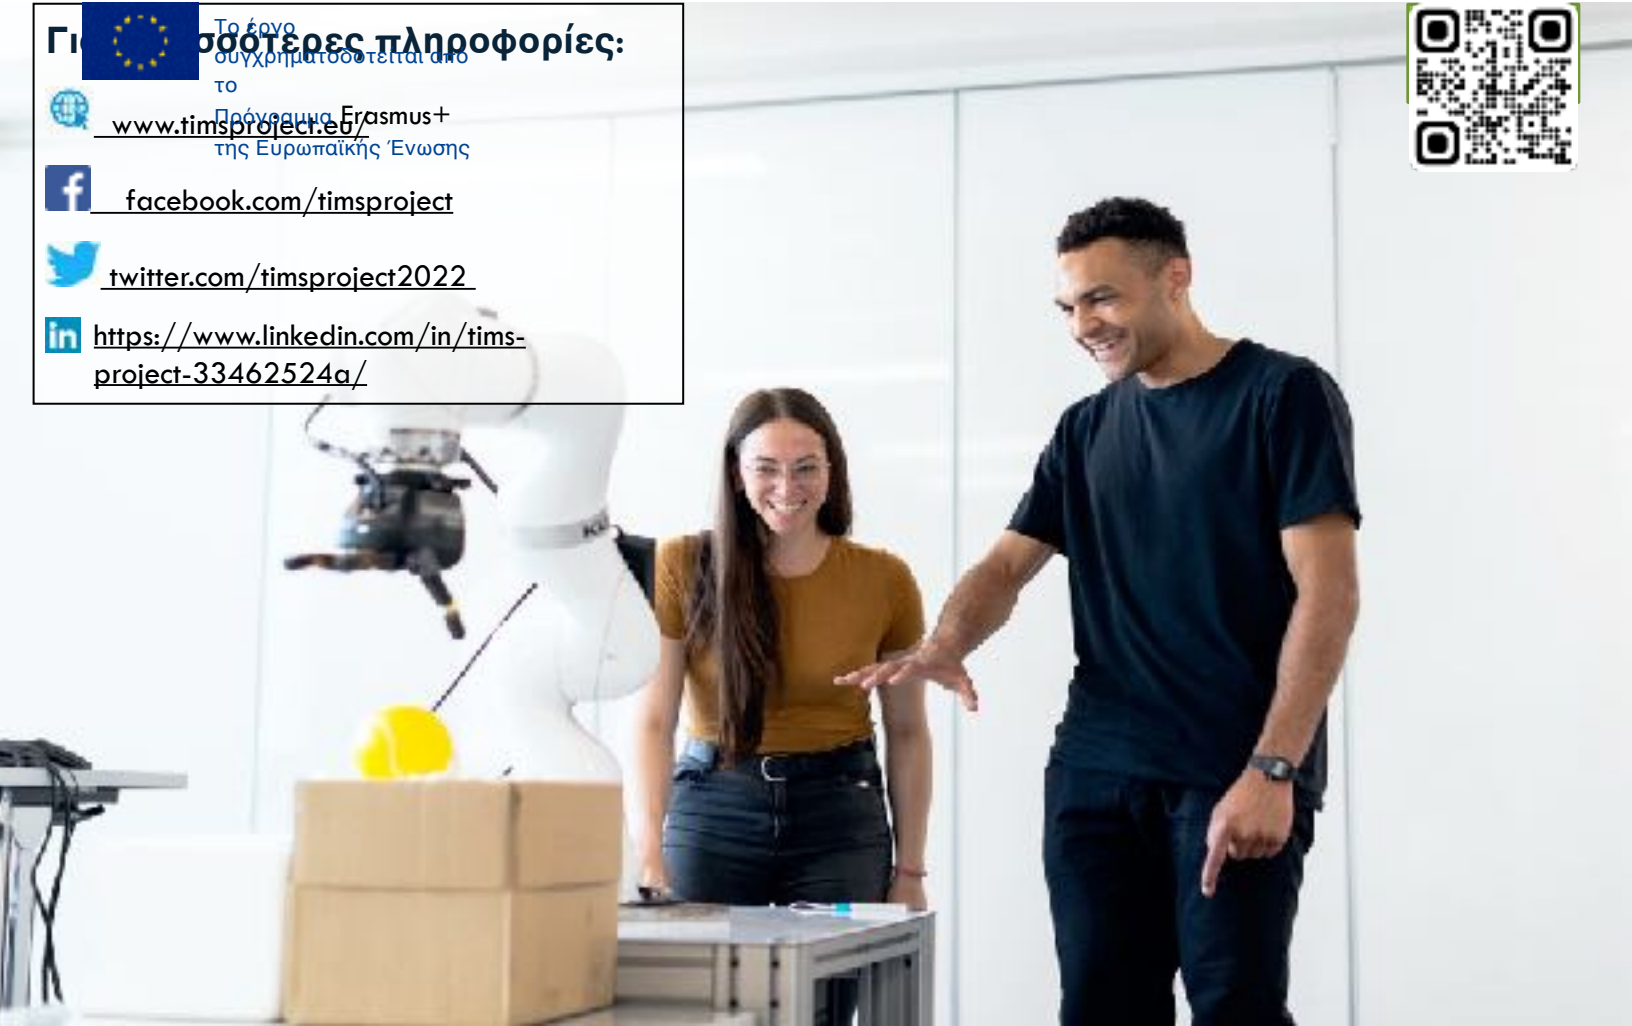 Για περισσότερες πληροφορίες:
Το έργο
συγχρηματοδοτείται από
το
Πρόγραμμα Erasmus+
της Ευρωπαϊκής Ένωσης
www.timsproject.eu/
facebook.com/timsproject
twitter.com/timsproject2022
https://www.linkedin.com/in/tims-
project-33462524a/